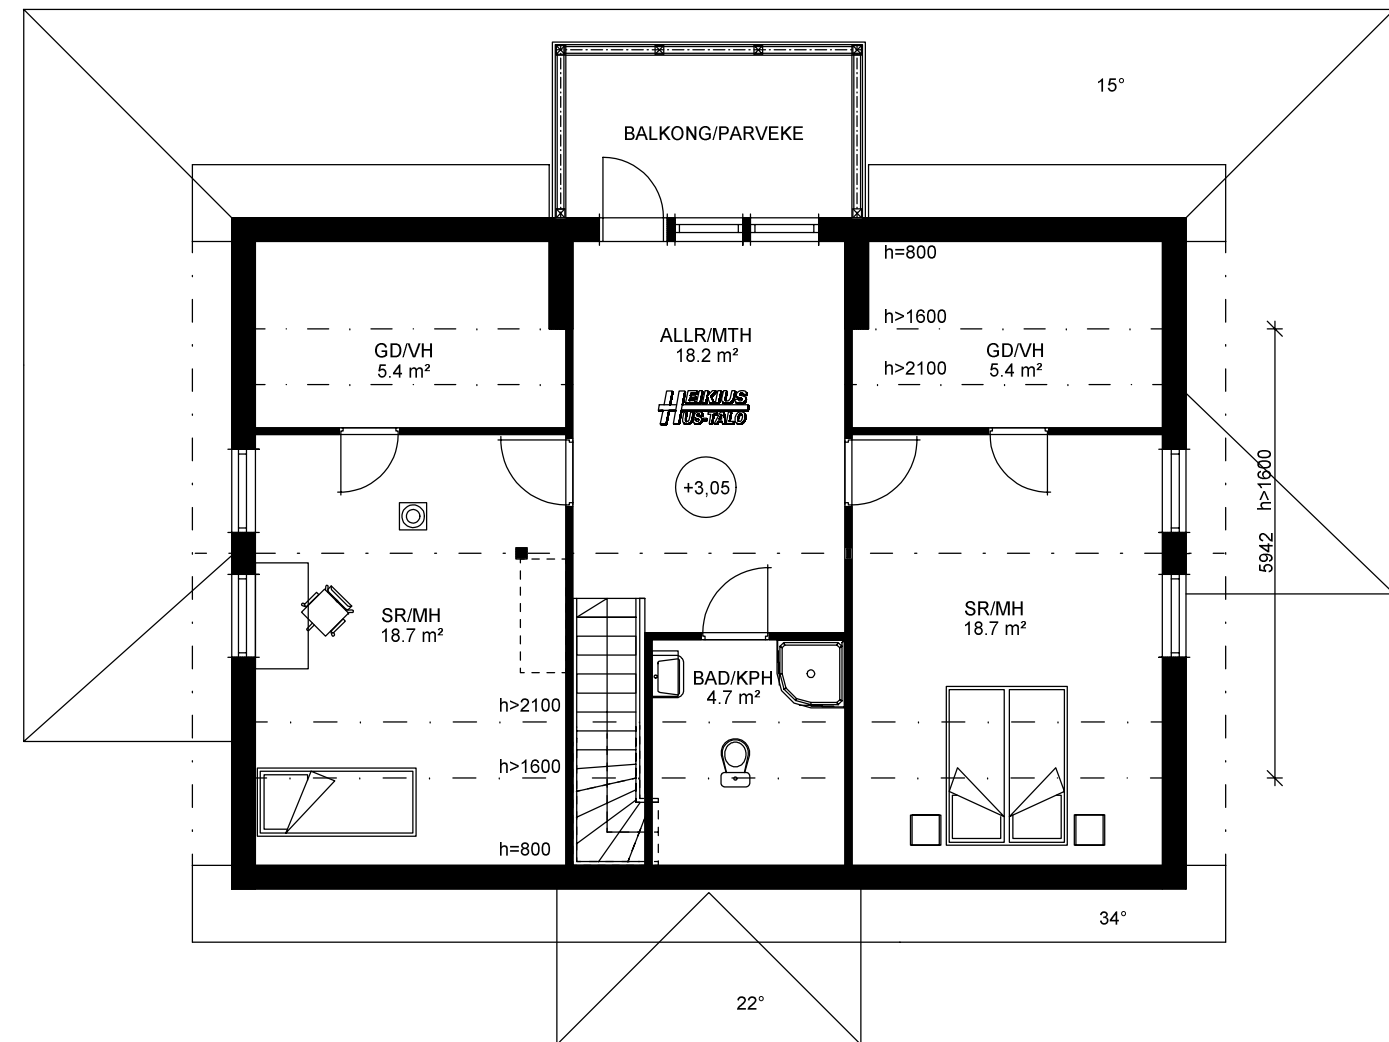 15°
BALKONG/PARVEKE
h=800
h>1600
h>2100
ALLR/MTH
18.2 m²
GD/VH
5.4 m²
GD/VH
5.4 m²
HEIKIUS
HUS-TALO
+3,05
5942 h>1600
SR/MH
18.7 m²
SR/MH
18.7 m²
BAD/KPH
4.7 m²
h>2100
h>1600
h=800
34°
22°